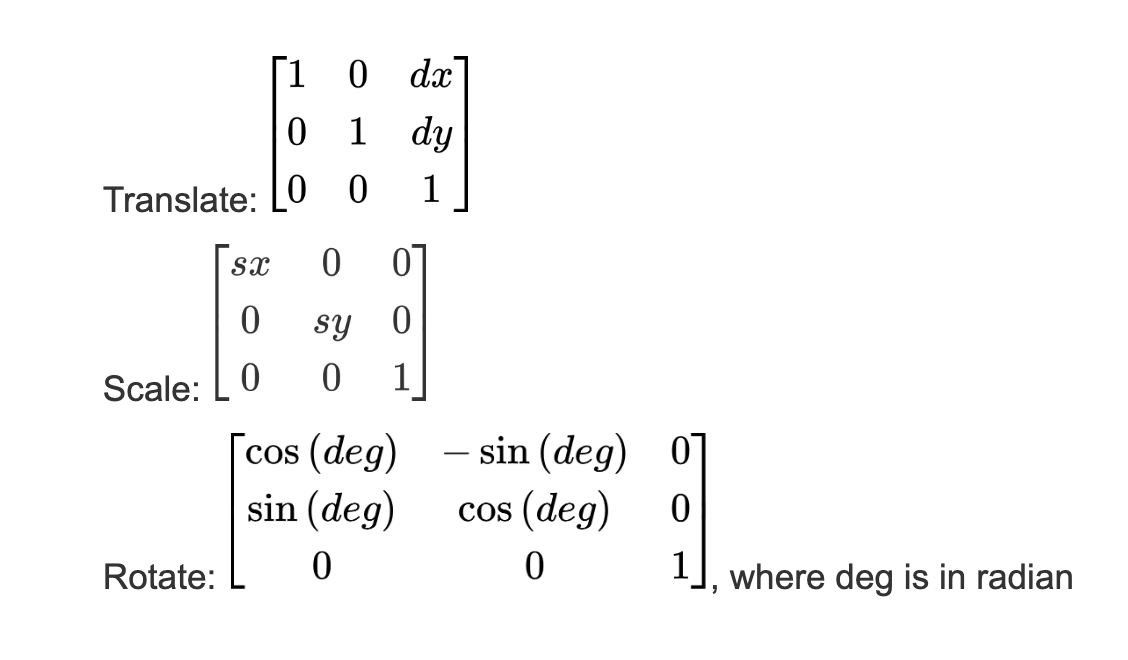 Translate: [1 0 dx
0 1 dy
0 0 1]
Scale: [sx 0 0
0 sy 0
0 0 1]
Rotate: [cos (deg) − sin (deg) 0
sin (deg) cos (deg) 0
0 0 1], where deg is in radian